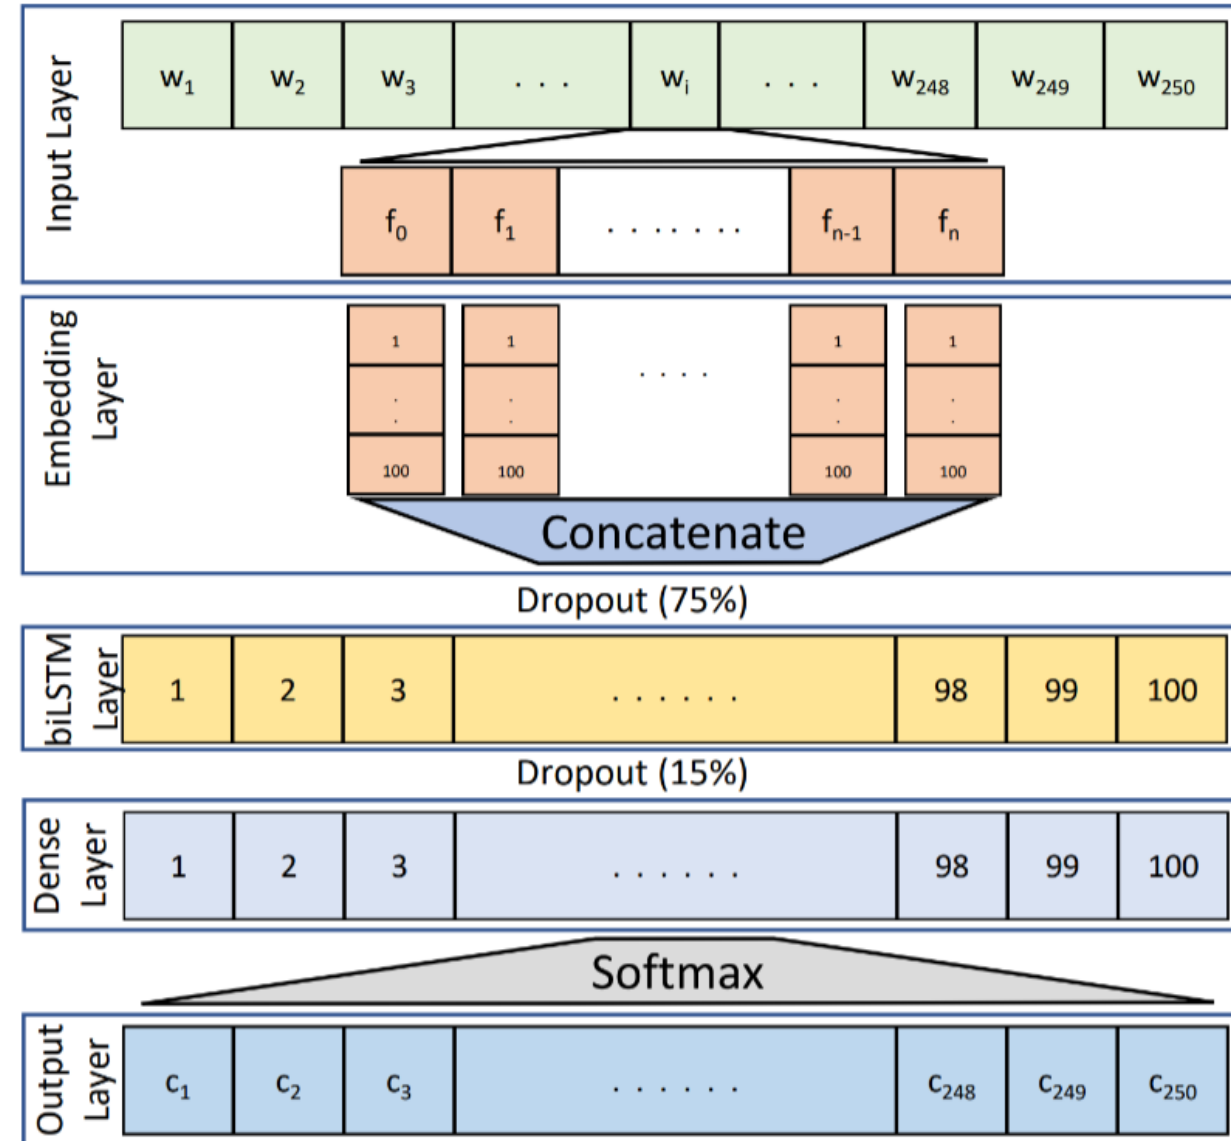 Input Layer
w1 w2 w3 . . . wi . . . w248 w249 w250
f0 f1 . . . . . . . fn-1 fn
Embedding
Layer
1 1 1 1
. . . . . . . .
. . . .
100 100 100 100
Concatenate
Dropout (75%)
biLSTM
Layer
1 2 3 . . . . . . 98 99 100
Dropout (15%)
Dense
Layer
1 2 3 . . . . . . 98 99 100
Softmax
Output
Layer
c1 c2 c3 . . . . . . c248 c249 c250